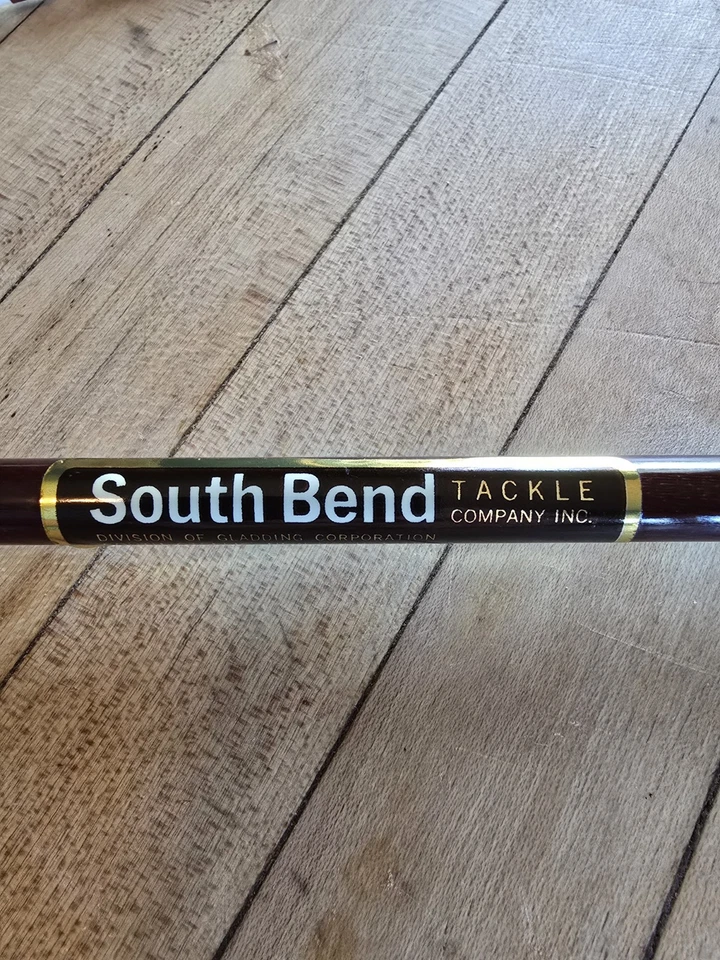 South Bend TACKLE
COMPANY INC.
DIVISION OF GLADDING CORPORATION